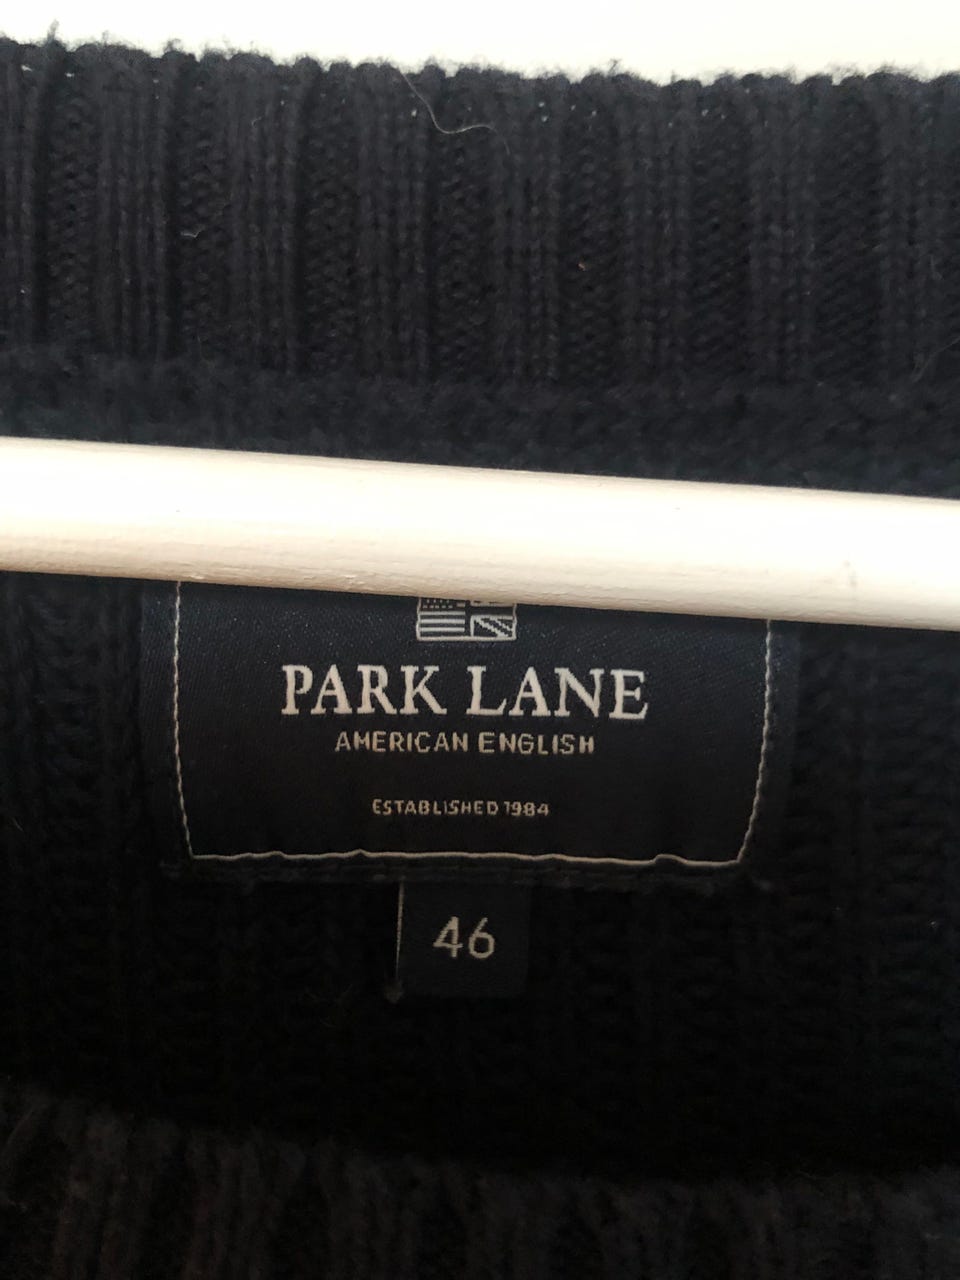 PARK LANE
AMERICAN ENGLISH
ESTABLISHED 1984
46